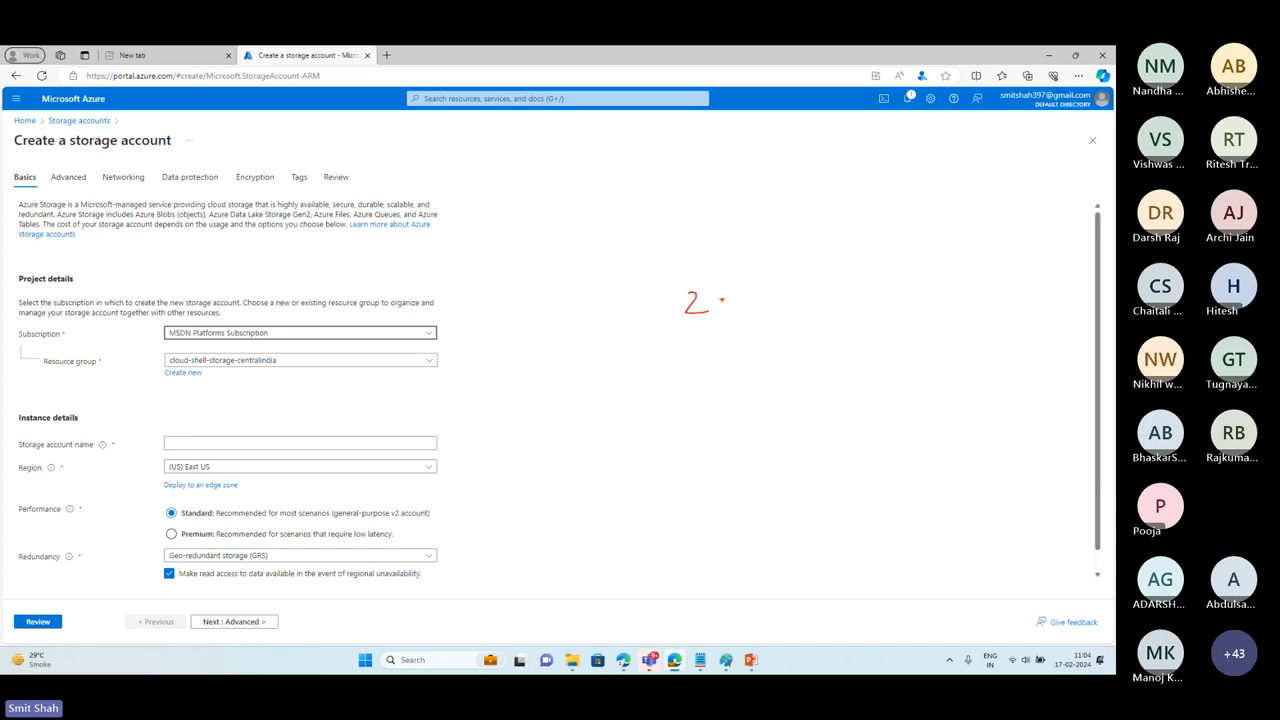 Work
New tab
Create a storage account - Micro
https://portal.azure.com/#create/Microsoft.StorageAccount-ARM
Microsoft Azure
Search resources, services, and docs (G+/)
1
smitshah397@gmail.com
DEFAULT DIRECTORY
Home > Storage accounts >
Create a storage account ...
Basics Advanced Networking Data protection Encryption Tags Review
Azure Storage is a Microsoft-managed service providing cloud storage that is highly available, secure, durable, scalable, and
redundant. Azure Storage includes Azure Blobs (objects), Azure Data Lake Storage Gen2, Azure Files, Azure Queues, and Azure
Tables. The cost of your storage account depends on the usage and the options you choose below. Learn more about Azure
storage accounts
Project details
Select the subscription in which to create the new storage account. Choose a new or existing resource group to organize and
manage your storage account together with other resources.
Subscription * MSDN Platforms Subscription
Resource group * cloud-shell-storage-centralindia
Create new
2
Instance details
Storage account name *
Region * (US) East US
Deploy to an edge zone
Performance * Standard: Recommended for most scenarios (general-purpose v2 account)
Premium: Recommended for scenarios that require low latency.
Redundancy * Geo-redundant storage (GRS)
Make read access to data available in the event of regional unavailability.
Review < Previous Next : Advanced > Give feedback
29°C
Smoke
Search
ENG
IN
11:04
17-02-2024
Smit Shah
NM AB
Nandha ... Abhishe...
VS RT
Vishwas ... Ritesh Tr...
DR AJ
Darsh Raj Archi Jain
CS H
Chaitali ... Hitesh
NW GT
Nikhil w... Tugnaya...
AB RB
BhaskarS... Rajkuma...
P
Pooja
AG A
ADARSH... Abdulsa...
MK +43
Manoj K...